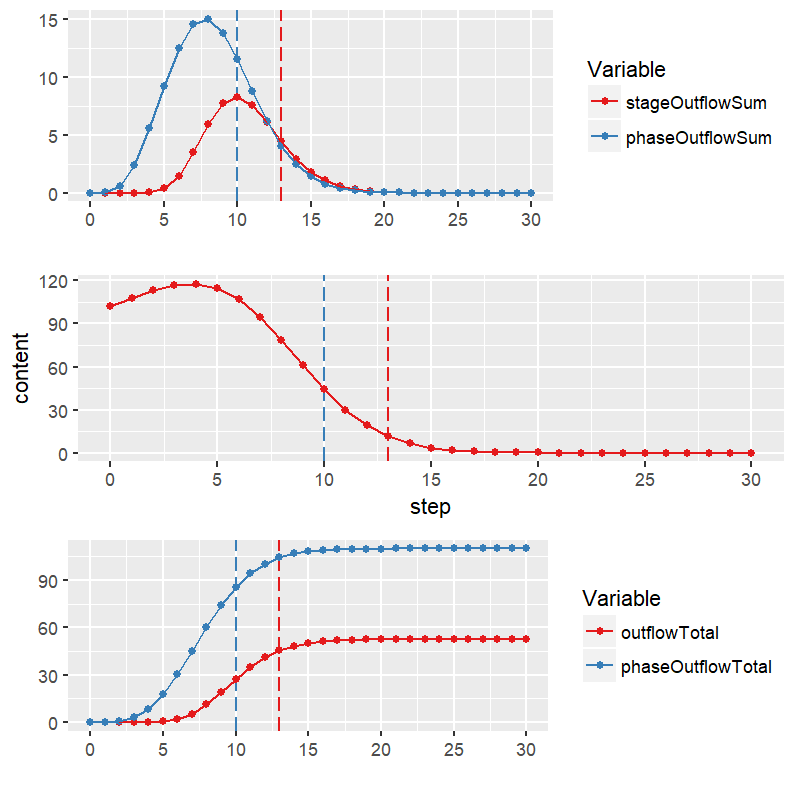 15
10
5
0
0 5 10 15 20 25 30
Variable
stageOutflowSum
phaseOutflowSum
120
90
60
30
0
content
0 5 10 15 20 25 30
step
90
60
30
0
0 5 10 15 20 25 30
Variable
outflowTotal
phaseOutflowTotal